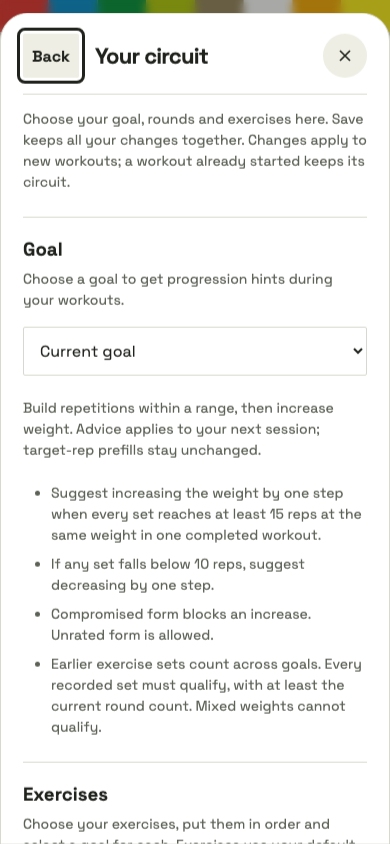 Back
Your circuit
Choose your goal, rounds and exercises here. Save
keeps all your changes together. Changes apply to
new workouts; a workout already started keeps its
circuit.
Goal
Choose a goal to get progression hints during
your workouts.
Current goal
Build repetitions within a range, then increase
weight. Advice applies to your next session;
target-rep prefills stay unchanged.
Suggest increasing the weight by one step
when every set reaches at least 15 reps at the
same weight in one completed workout.
If any set falls below 10 reps, suggest
decreasing by one step.
Compromised form blocks an increase.
Unrated form is allowed.
Earlier exercise sets count across goals. Every
recorded set must qualify, with at least the
current round count. Mixed weights cannot
qualify.
Exercises
Choose your exercises, put them in order and
select a goal for each. Exercises use your default